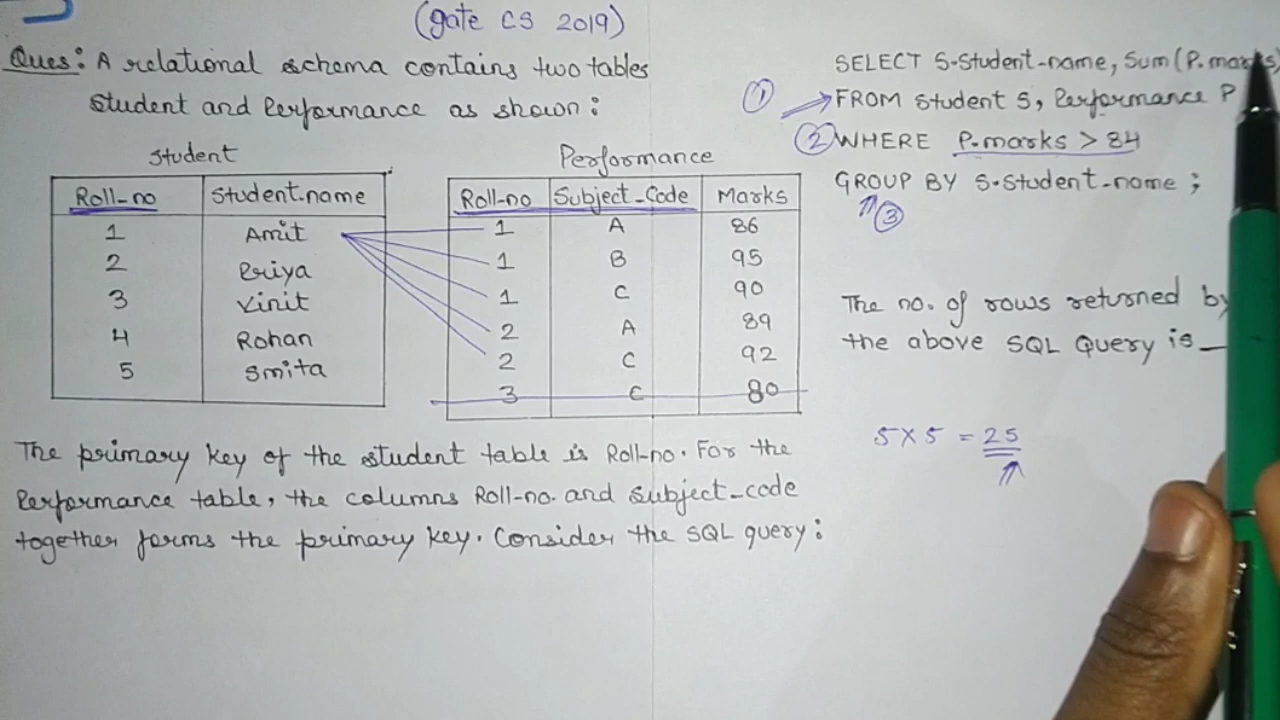 (gate CS 2019)
Ques: A relational schema contains two tables
Student and Performance as shown:
Student
Roll-no Student-name
1 Amit
2 Priya
3 Vinit
4 Rohan
5 Smita
Performance
Roll-no Subject-Code Marks
1 A 86
1 B 95
1 C 90
2 A 89
2 C 92
3 C 80
The primary key of the student table is Roll-no. For the
Performance table, the columns Roll-no. and Subject-code
together forms the primary key. Consider the SQL query:
SELECT S.Student-name, Sum(P.marks)
① FROM Student S, Performance P
② WHERE P.marks > 84
GROUP BY S.Student-name;
③
The no. of rows returned by
the above SQL Query is_
5 X 5 = 25